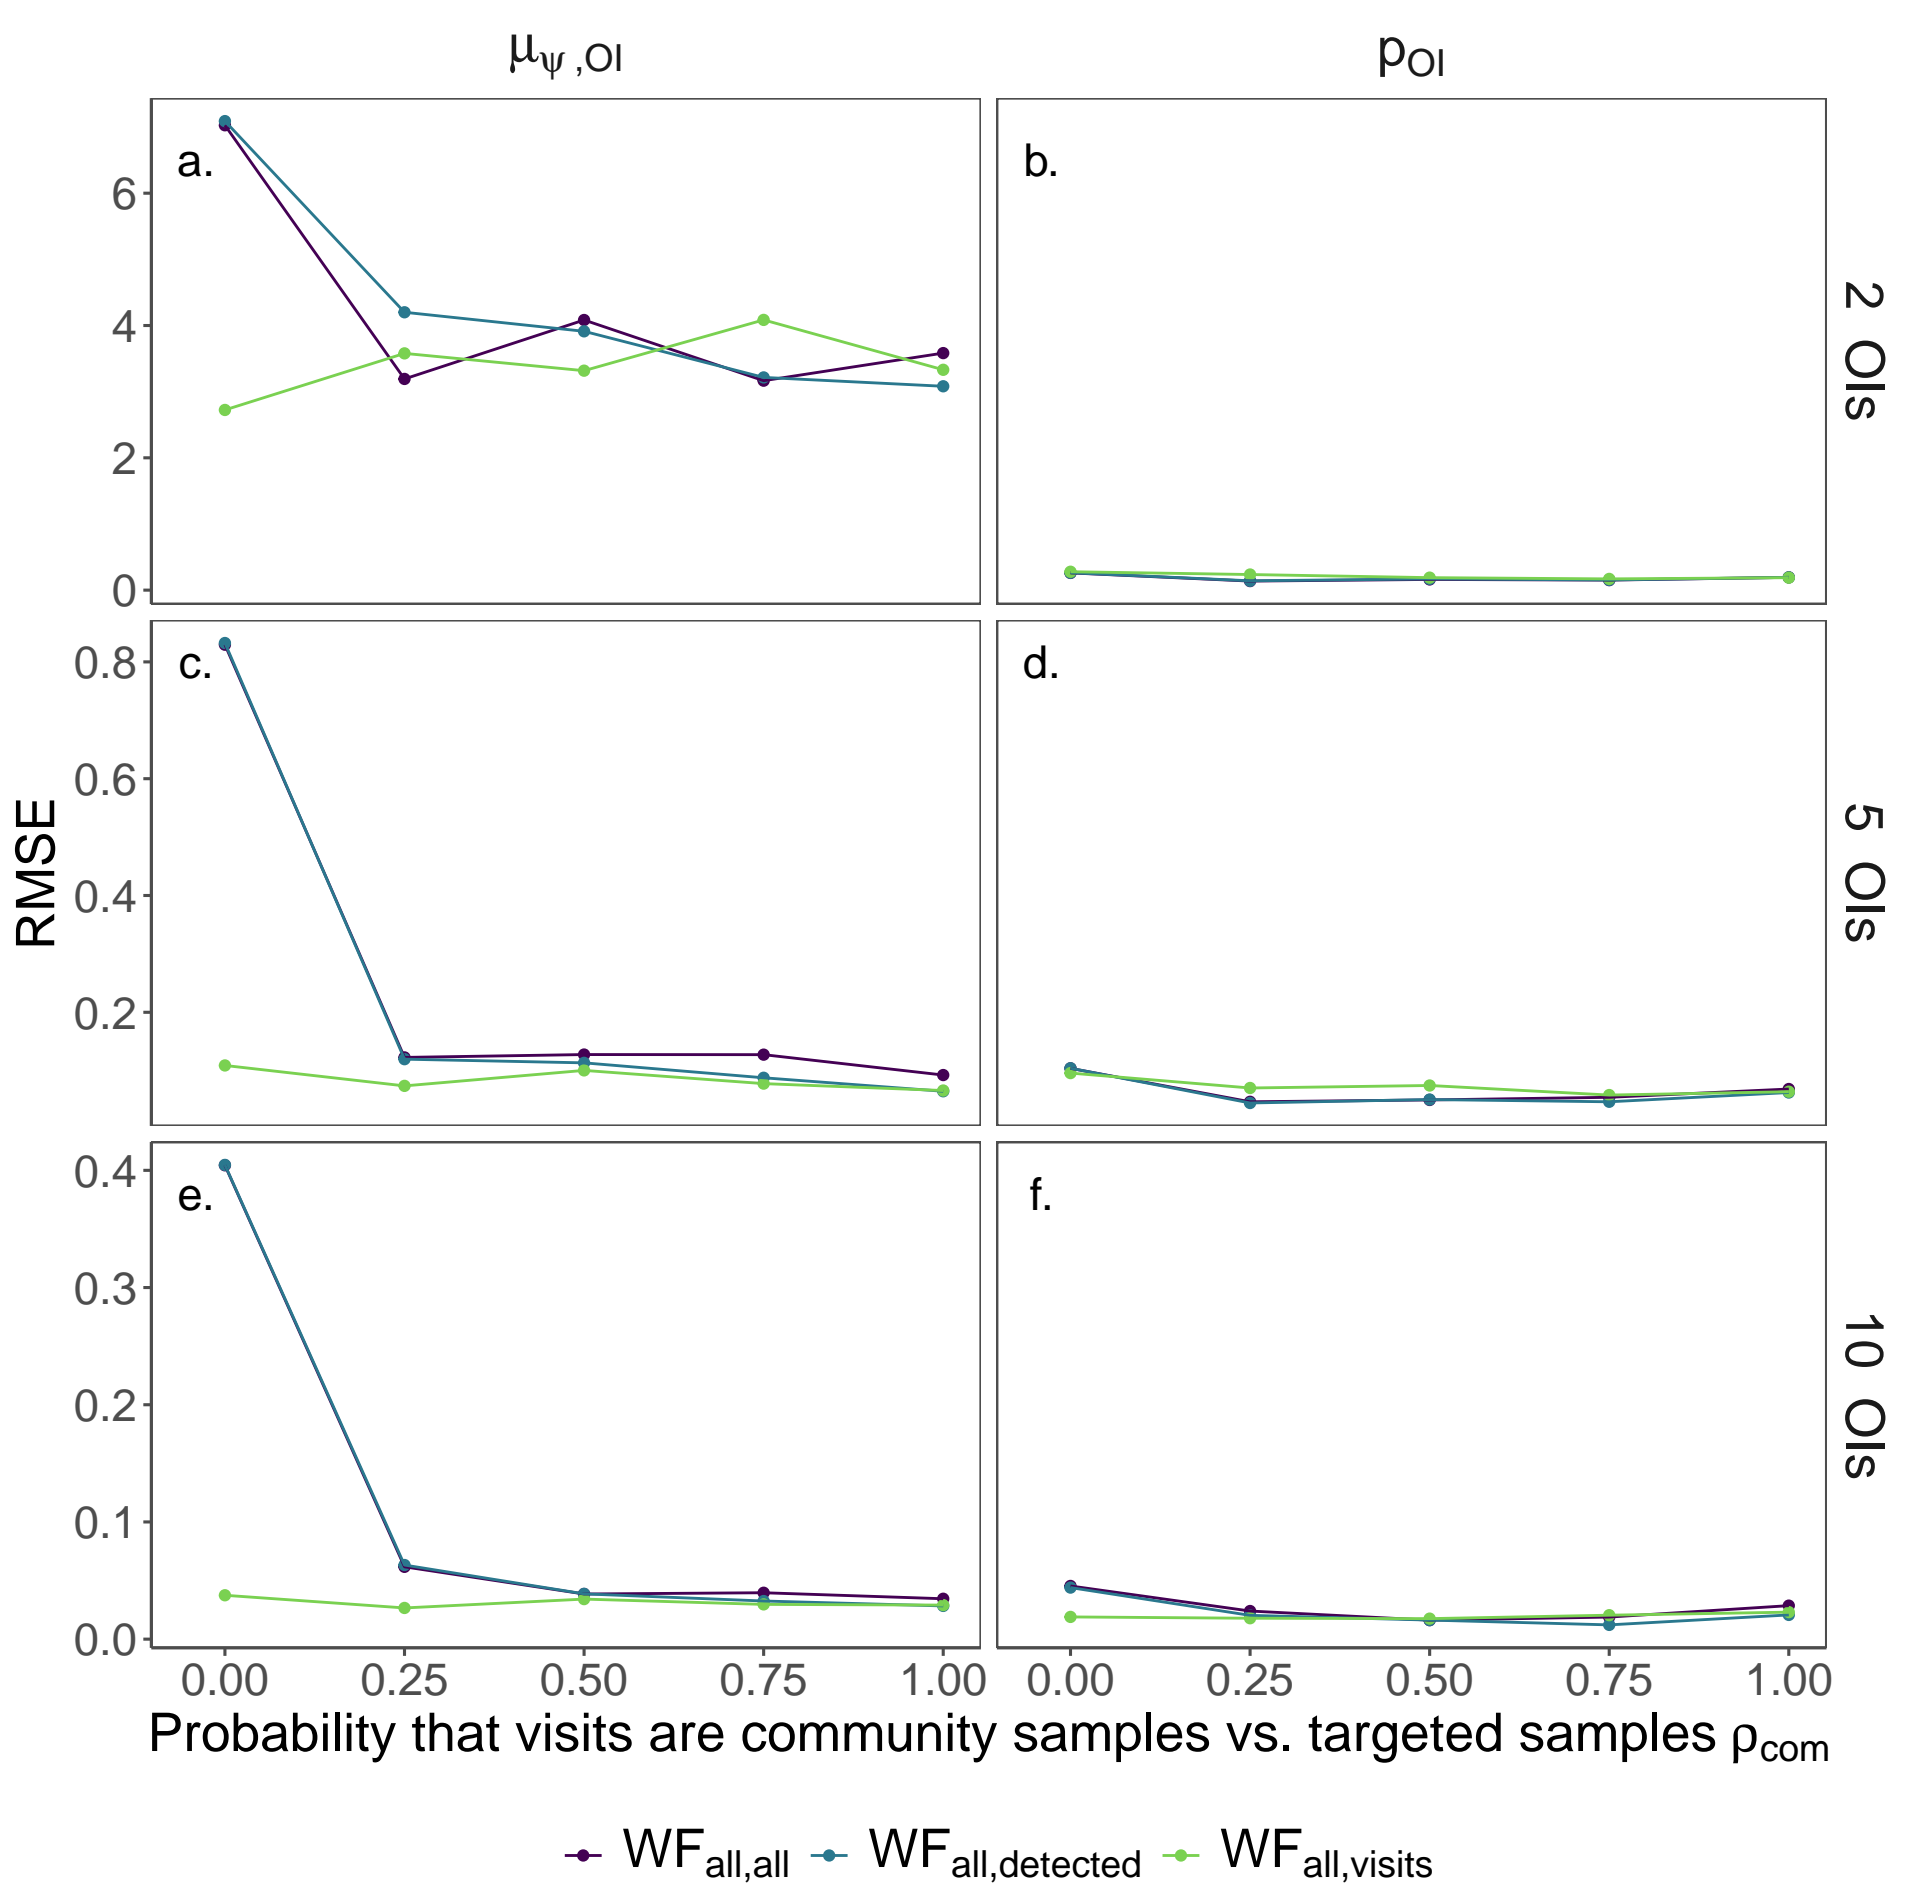 μψ ,OI
pOI
a.
b.
6
4
2
0
2 OIs
c.
d.
0.8
0.6
0.4
0.2
5 OIs
RMSE
e.
f.
0.4
0.3
0.2
0.1
0.0
10 OIs
0.00 0.25 0.50 0.75 1.00
0.00 0.25 0.50 0.75 1.00
Probability that visits are community samples vs. targeted samples ρcom
WFall,all WFall,detected WFall,visits